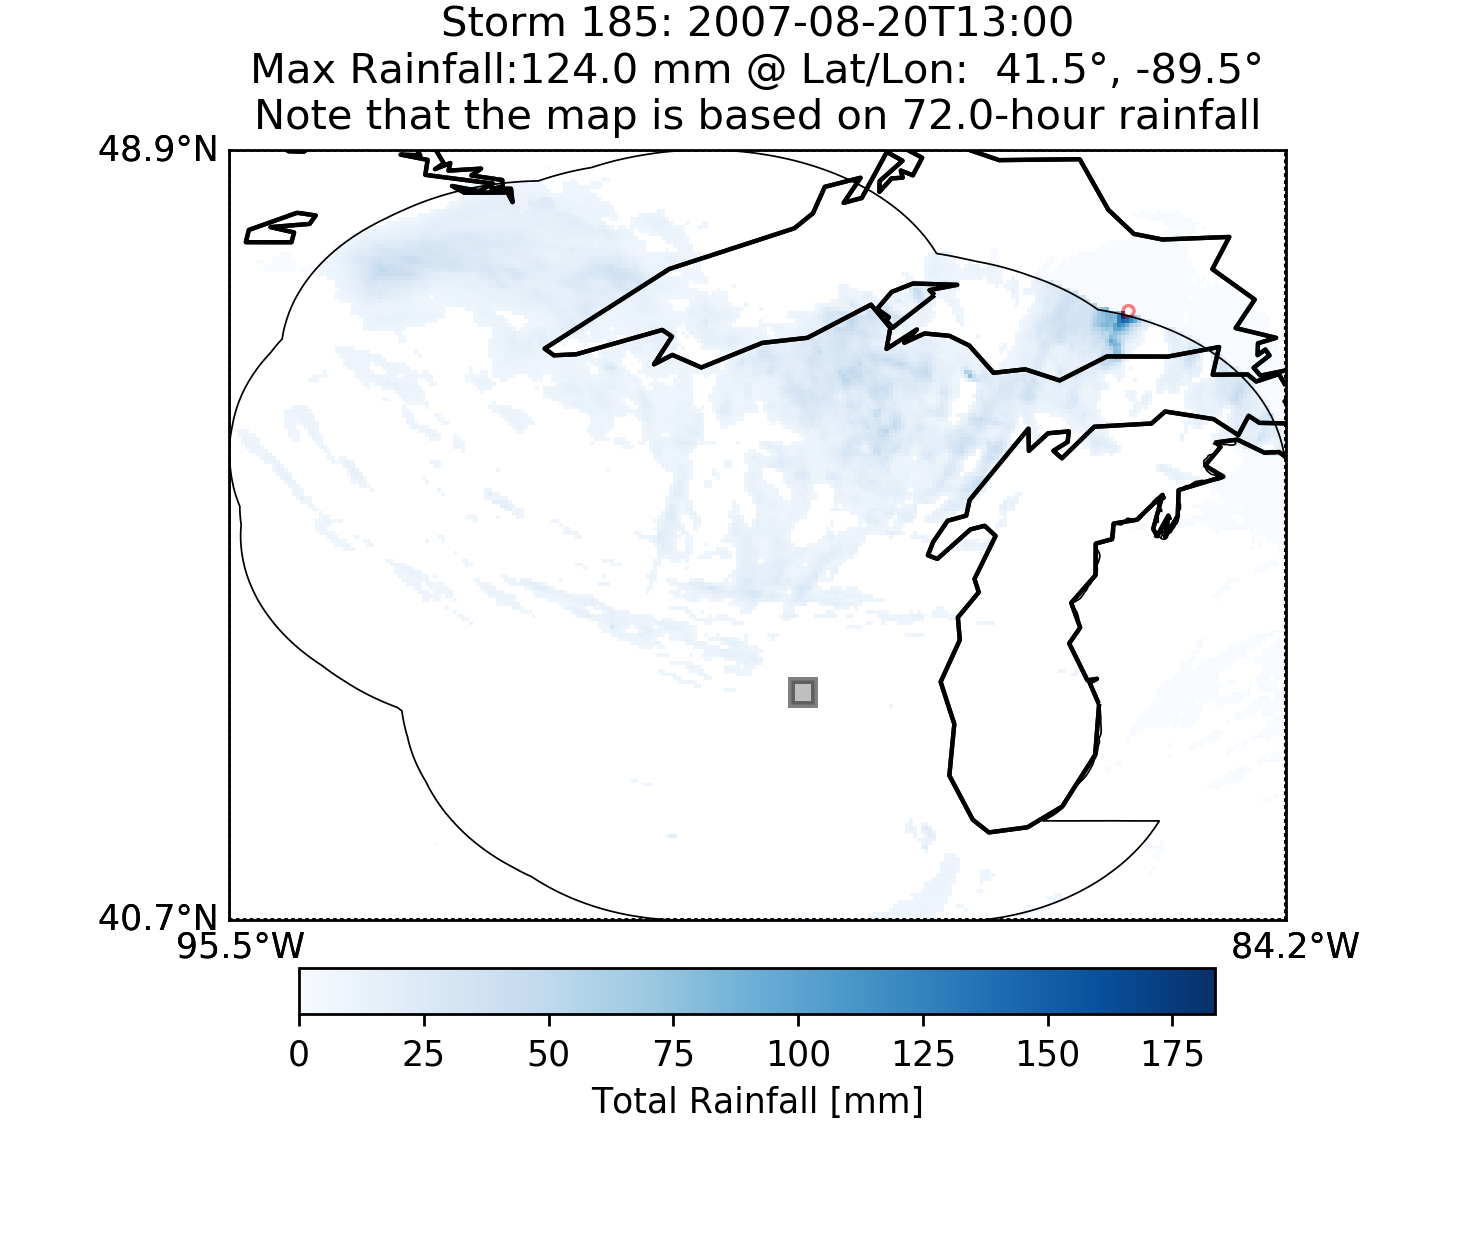 Storm 185: 2007-08-20T13:00
Max Rainfall:124.0 mm @ Lat/Lon:  41.5°, -89.5°
Note that the map is based on 72.0-hour rainfall
48.9°N
40.7°N
95.5°W 84.2°W
0 25 50 75 100 125 150 175
Total Rainfall [mm]